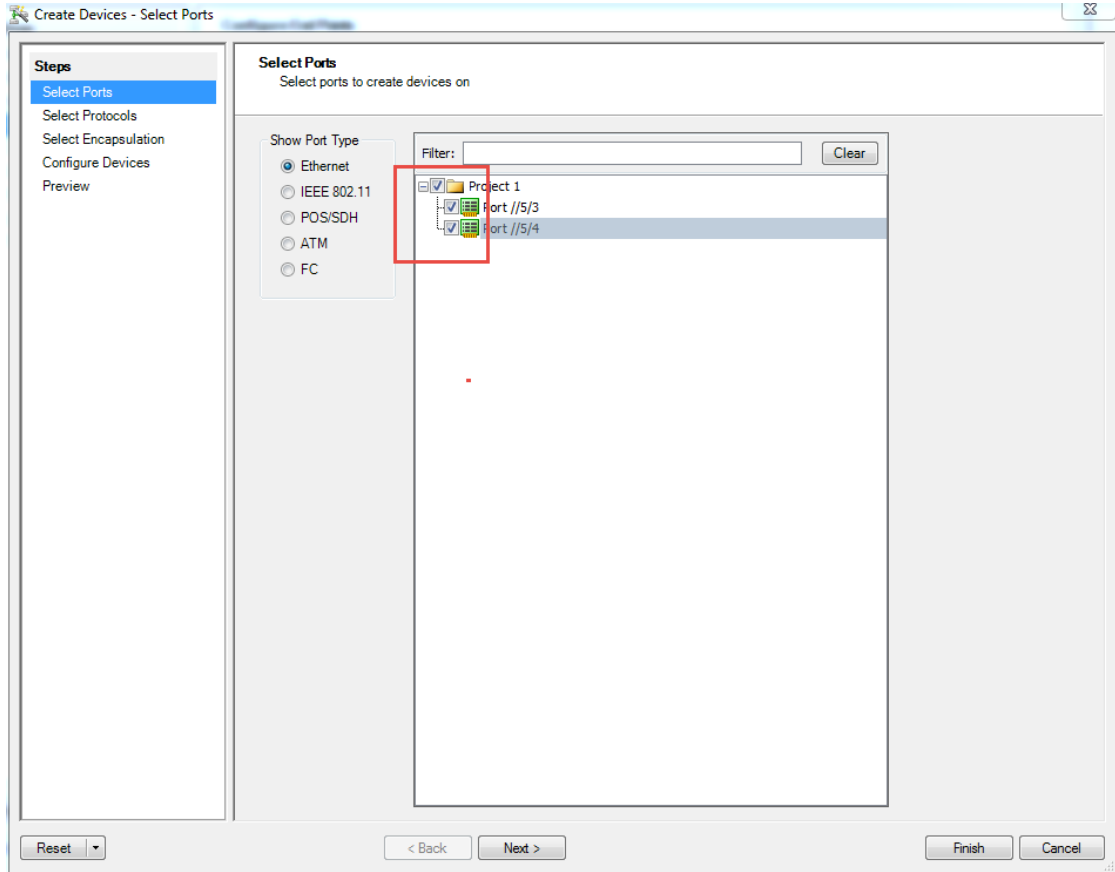 Create Devices - Select Ports
Steps
Select Ports
Select Protocols
Select Encapsulation
Configure Devices
Preview
Select Ports
Select ports to create devices on
Show Port Type
Ethernet
IEEE 802.11
POS/SDH
ATM
FC
Filter:
Clear
Project 1
Port //5/3
Port //5/4
Reset
< Back
Next >
Finish
Cancel